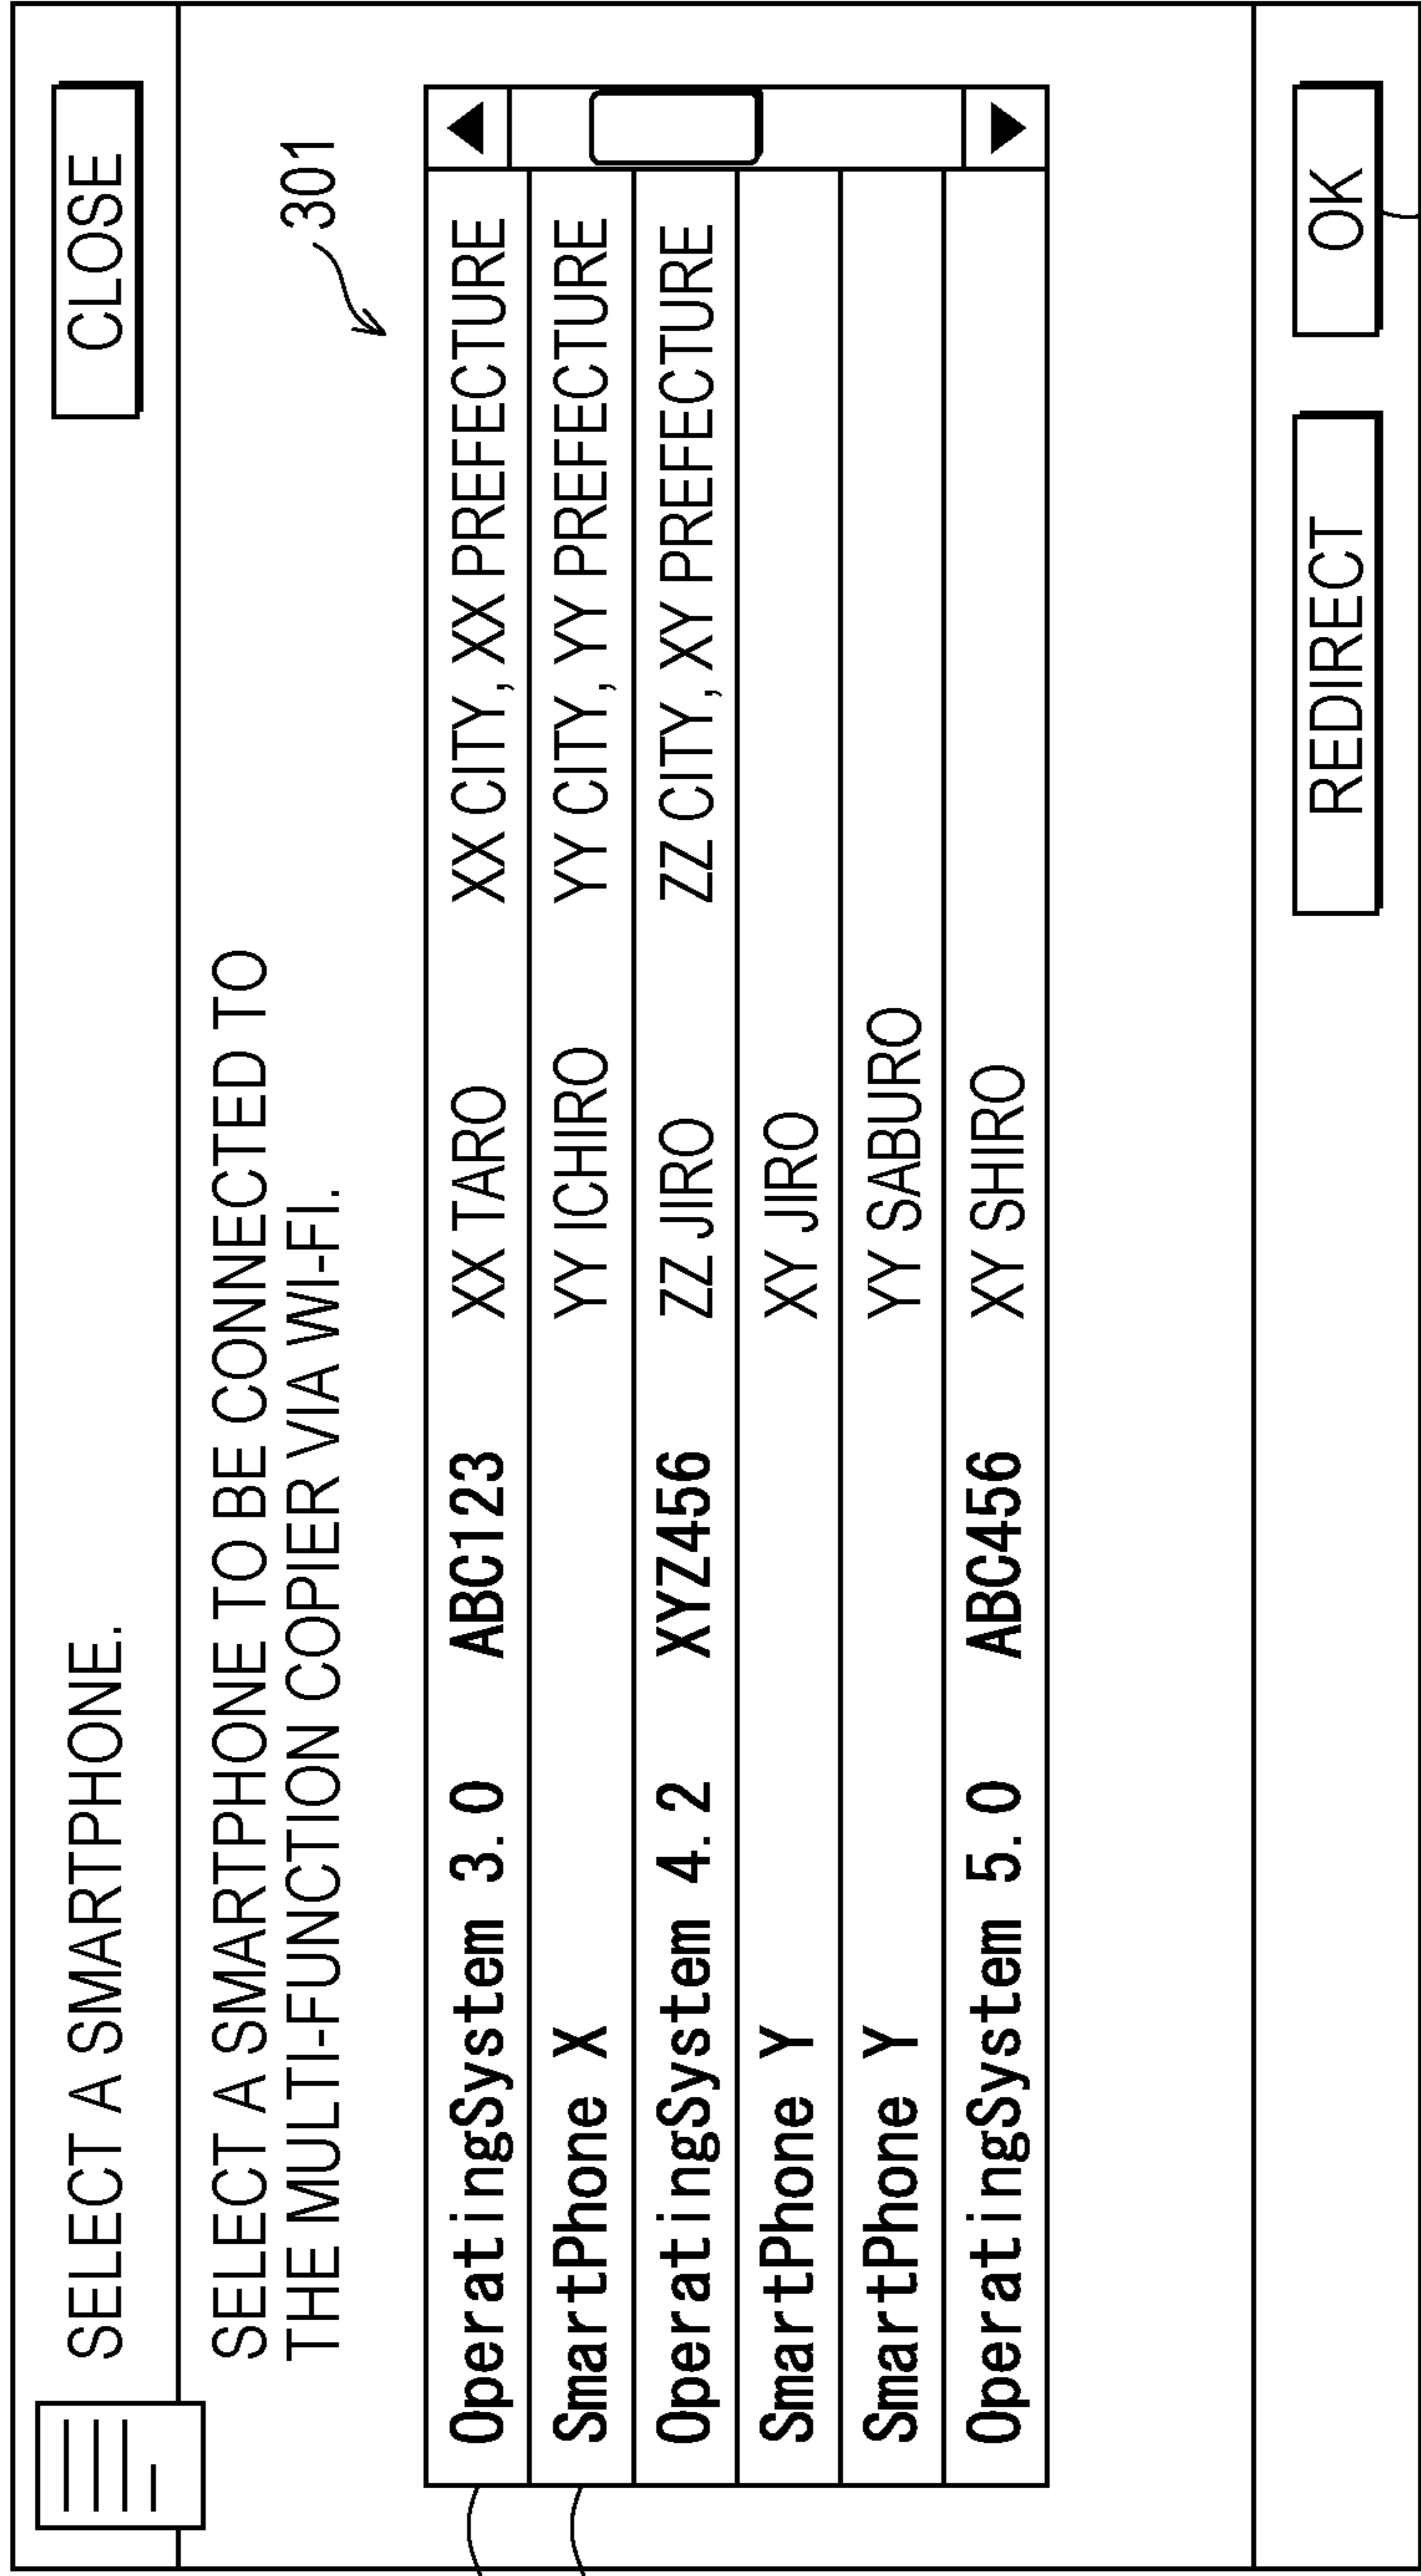 SELECT A SMARTPHONE. CLOSE
SELECT A SMARTPHONE TO BE CONNECTED TO
THE MULTI-FUNCTION COPIER VIA WI-FI.
301
OperatingSystem 3.0 ABC123 XX TARO XX CITY, XX PREFECTURE
SmartPhone X YY ICHIRO YY CITY, YY PREFECTURE
OperatingSystem 4.2 XYZ456 ZZ JIRO ZZ CITY, XY PREFECTURE
SmartPhone Y XY JIRO
SmartPhone Y YY SABURO
OperatingSystem 5.0 ABC456 XY SHIRO
REDIRECT OK